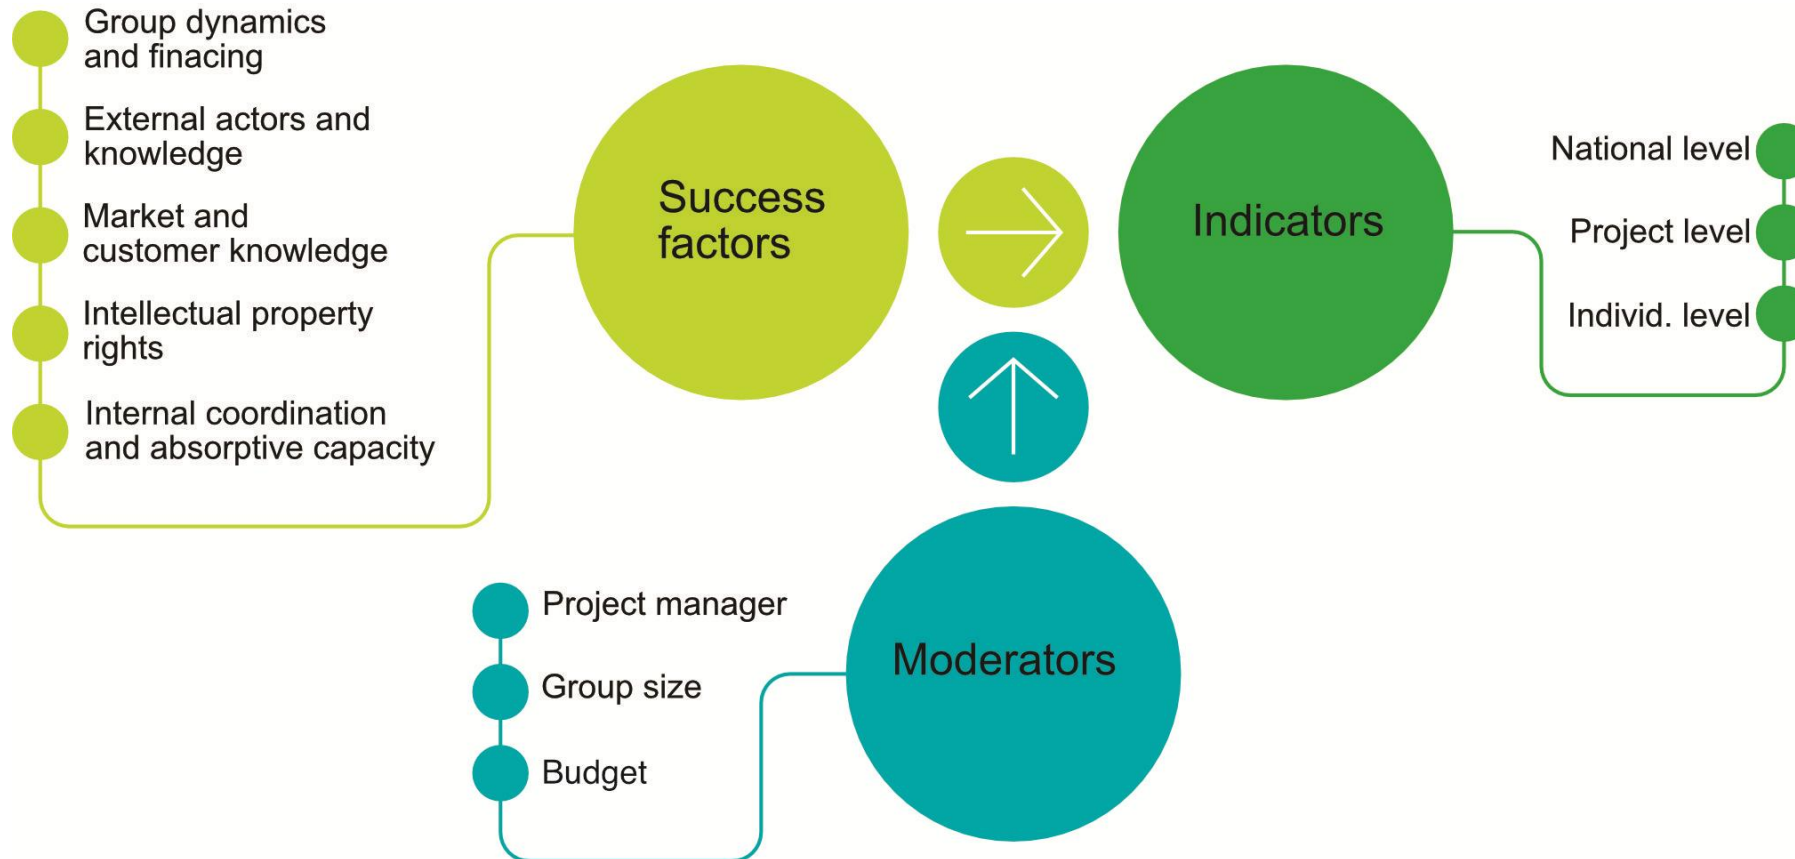 Group dynamics
and finacing
External actors and
knowledge
Market and
customer knowledge
Intellectual property
rights
Internal coordination
and absorptive capacity
Success
factors
Indicators
National level
Project level
Individ. level
Project manager
Group size
Budget
Moderators